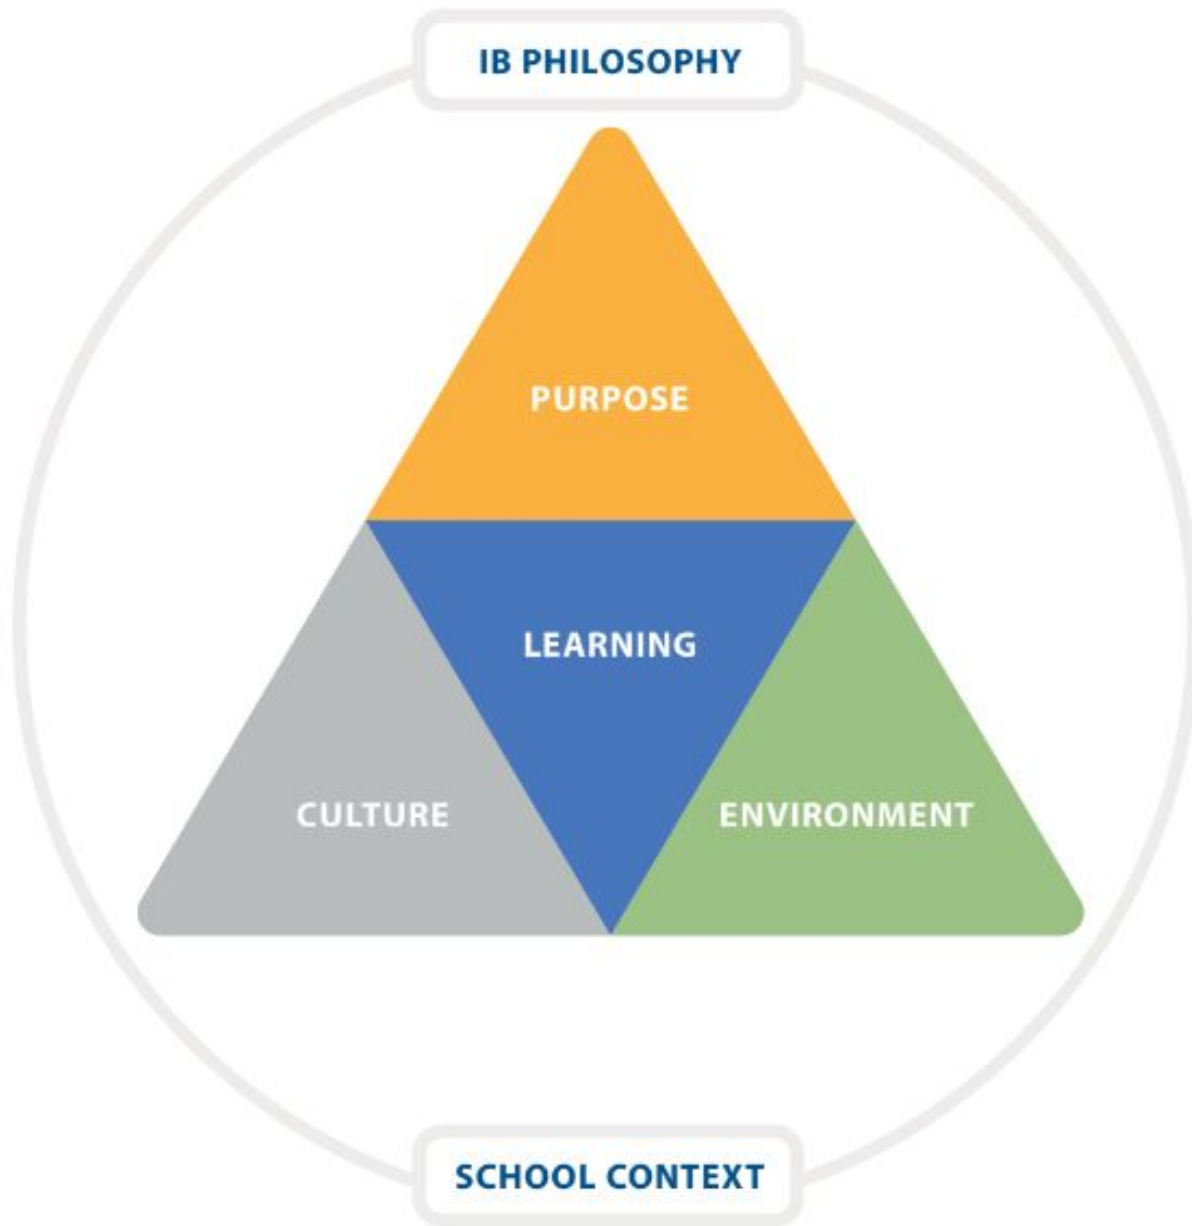 IB PHILOSOPHY
PURPOSE
LEARNING
CULTURE
ENVIRONMENT
SCHOOL CONTEXT